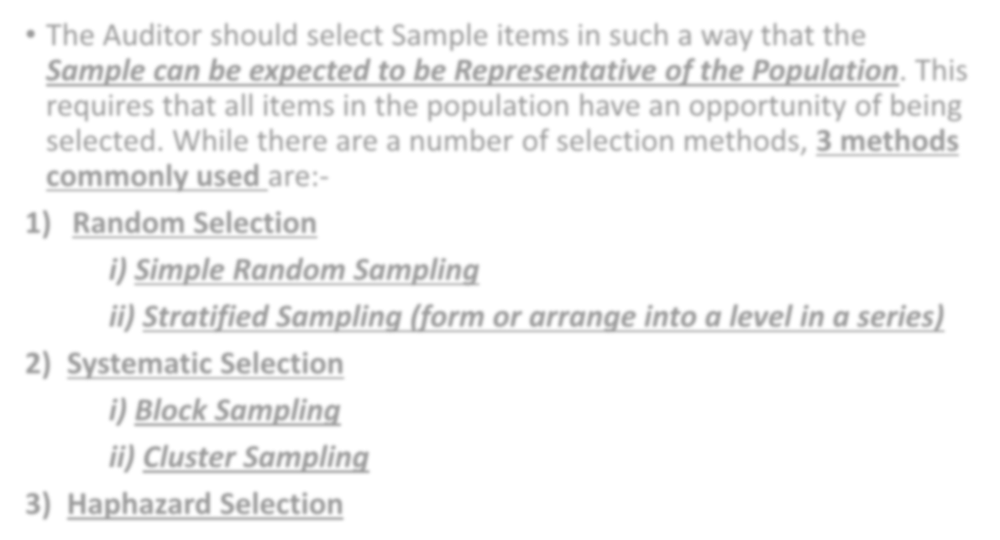 • The Auditor should select Sample items in such a way that the
Sample can be expected to be Representative of the Population. This
requires that all items in the population have an opportunity of being
selected. While there are a number of selection methods, 3 methods
commonly used are:-
1) Random Selection
i) Simple Random Sampling
ii) Stratified Sampling (form or arrange into a level in a series)
2) Systematic Selection
i) Block Sampling
ii) Cluster Sampling
3) Haphazard Selection